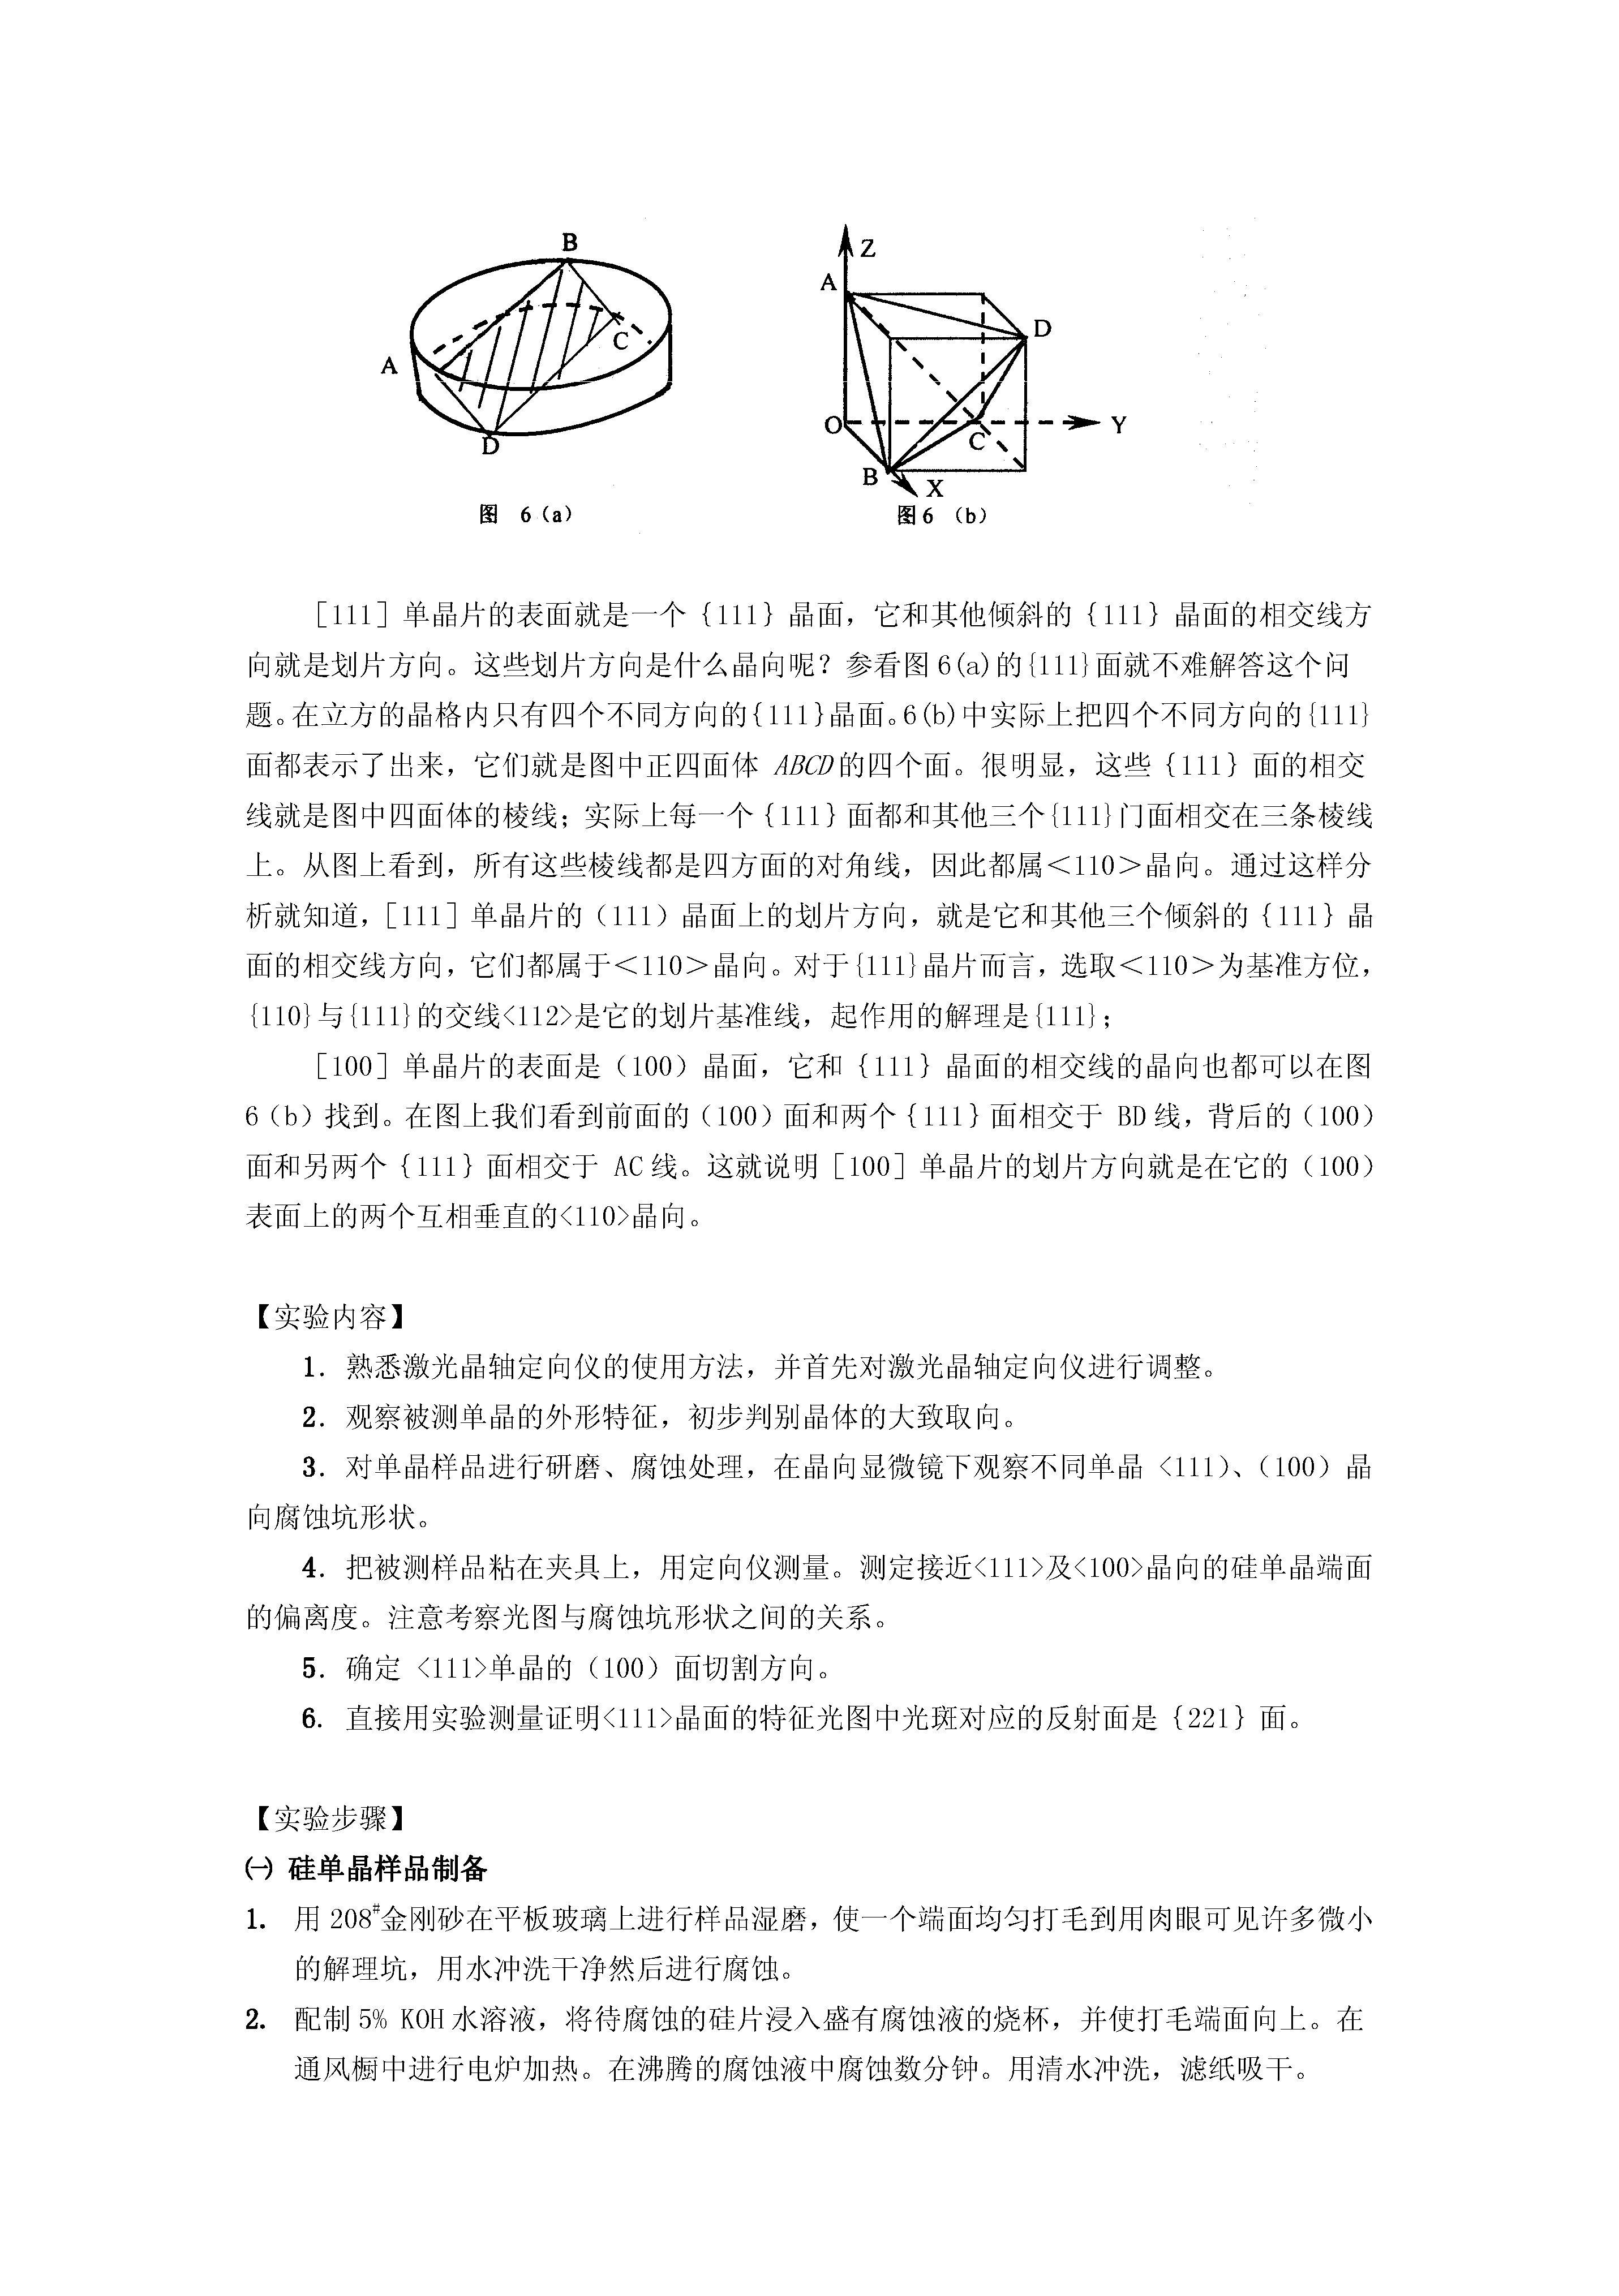 B
C
A
D
图 6(a)
Z
A
D
O
C
Y
B
X
图6 (b)
[111] 单晶片的表面就是一个 {111} 晶面，它和其他倾斜的 {111} 晶面的相交线方
向就是划片方向。这些划片方向是什么晶向呢？参看图 6(a)的{111}面就不难解答这个问
题。在立方的晶格内只有四个不同方向的{111}晶面。6(b)中实际上把四个不同方向的{111}
面都表示了出来，它们就是图中正四面体 ABCD的四个面。很明显，这些 {111} 面的相交
线就是图中四面体的棱线；实际上每一个 {111} 面都和其他三个{111}门面相交在三条棱线
上。从图上看到，所有这些棱线都是四方面的对角线，因此都属＜110＞晶向。通过这样分
析就知道，[111] 单晶片的（111）晶面上的划片方向，就是它和其他三个倾斜的 {111} 晶
面的相交线方向，它们都属于＜110＞晶向。对于{111}晶片而言，选取＜110＞为基准方位，
{110}与{111}的交线<112>是它的划片基准线，起作用的解理是{111}；
[100] 单晶片的表面是（100）晶面，它和 {111} 晶面的相交线的晶向也都可以在图
6（b）找到。在图上我们看到前面的（100）面和两个 {111} 面相交于 BD 线，背后的（100）
面和另两个 {111} 面相交于 AC 线。这就说明 [100] 单晶片的划片方向就是在它的（100）
表面上的两个互相垂直的<110>晶向。
【实验内容】
1. 熟悉激光晶轴定向仪的使用方法，并首先对激光晶轴定向仪进行调整。
2. 观察被测单晶的外形特征，初步判别晶体的大致取向。
3. 对单晶样品进行研磨、腐蚀处理，在晶向显微镜下观察不同单晶 <111)、（100）晶
向腐蚀坑形状。
4. 把被测样品粘在夹具上，用定向仪测量。测定接近<111>及<100>晶向的硅单晶端面
的偏离度。注意考察光图与腐蚀坑形状之间的关系。
5. 确定 <111>单晶的（100）面切割方向。
6. 直接用实验测量证明<111>晶面的特征光图中光斑对应的反射面是 {221} 面。
【实验步骤】
㈠ 硅单晶样品制备
1. 用 208#金刚砂在平板玻璃上进行样品湿磨，使一个端面均匀打毛到用肉眼可见许多微小
的解理坑，用水冲洗干净然后进行腐蚀。
2. 配制 5% KOH 水溶液，将待腐蚀的硅片浸入盛有腐蚀液的烧杯，并使打毛端面向上。在
通风橱中进行电炉加热。在沸腾的腐蚀液中腐蚀数分钟。用清水冲洗，滤纸吸干。